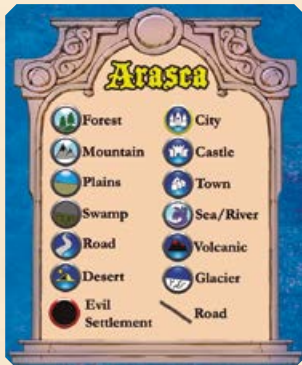 Arasca
Forest
City
Mountain
Castle
Plains
Town
Swamp
Sea/River
Road
Volcanic
Desert
Glacier
Evil
Settlement
Road